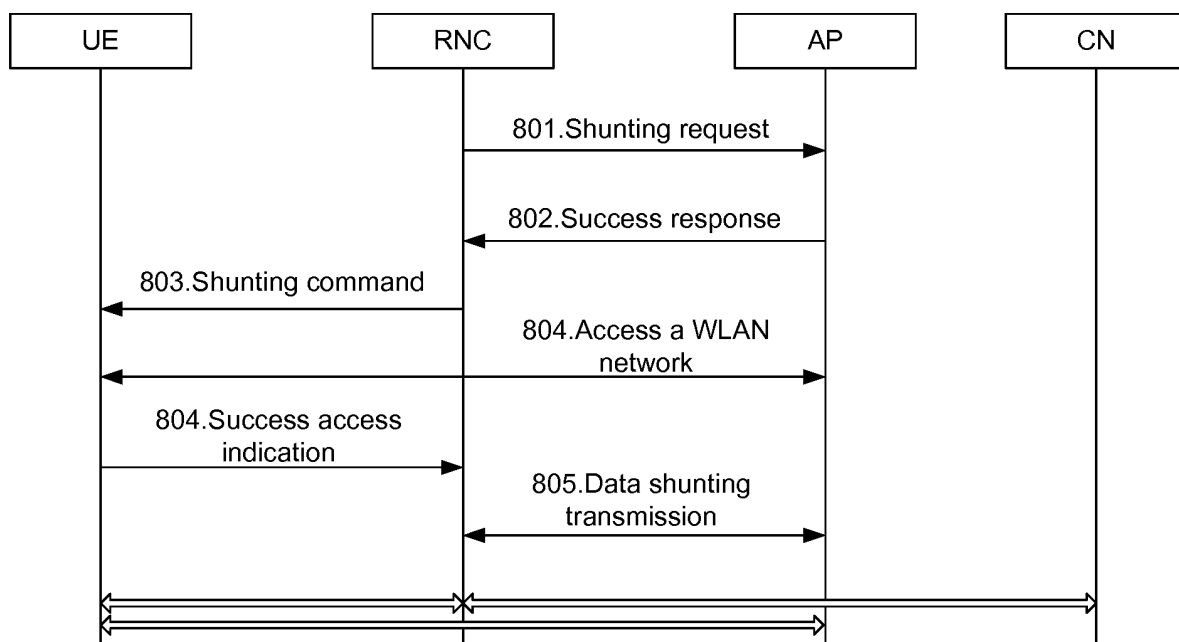 UE
RNC
AP
CN
801.Shunting request
802.Success response
803.Shunting command
804.Access a WLAN
network
804.Success access
indication
805.Data shunting
transmission